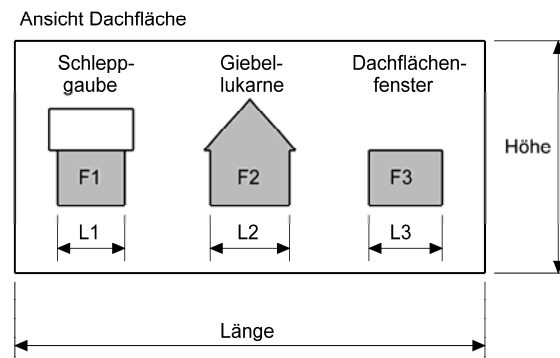 Ansicht Dachfläche
Schlepp-
gaube
Giebel-
lukarne
Dachflächen-
fenster
Höhe
F1
F2
F3
L1
L2
L3
Länge